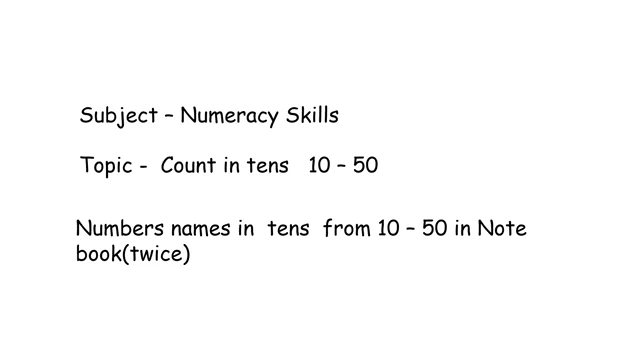 Subject – Numeracy Skills
Topic - Count in tens 10 – 50
Numbers names in tens from 10 – 50 in Note
book(twice)